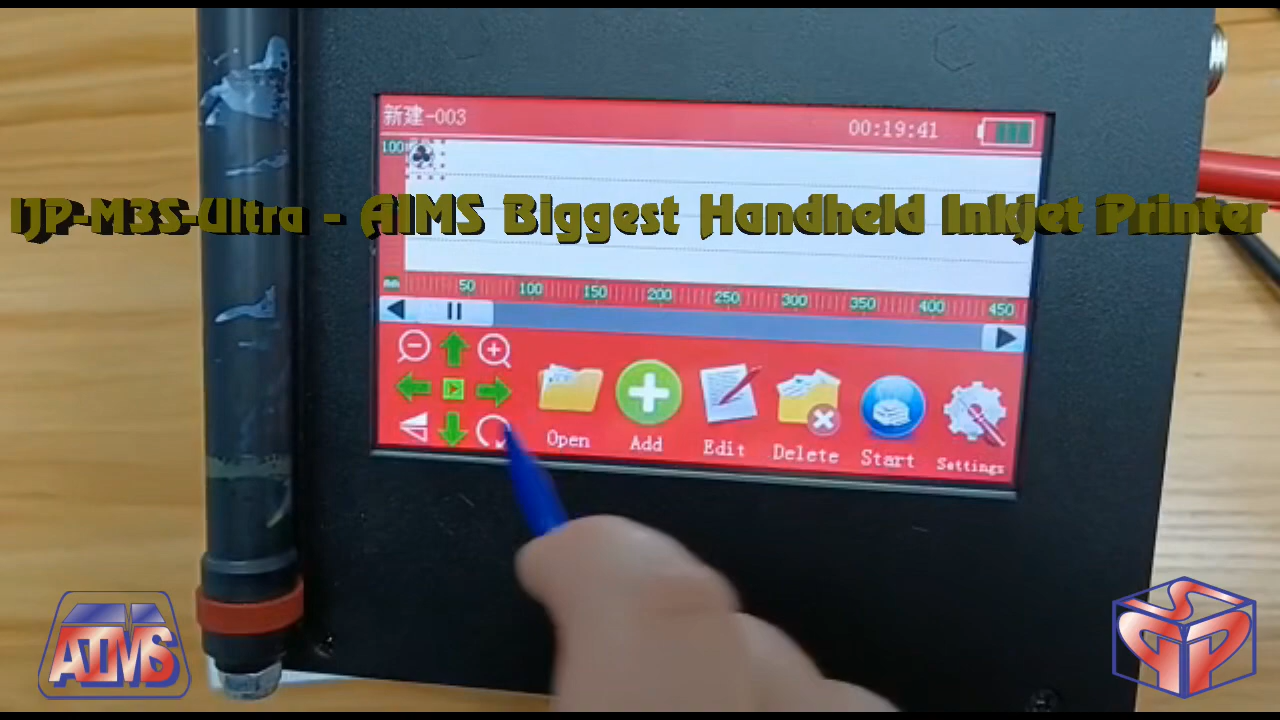 新建-003
00:19:41
100
IJP-M3S-Ultra - AIMS Biggest Handheld Inkjet Printer
mm 50 100 150 200 250 300 350 400 450
Open Add Edit Delete Start Settings
AIMS